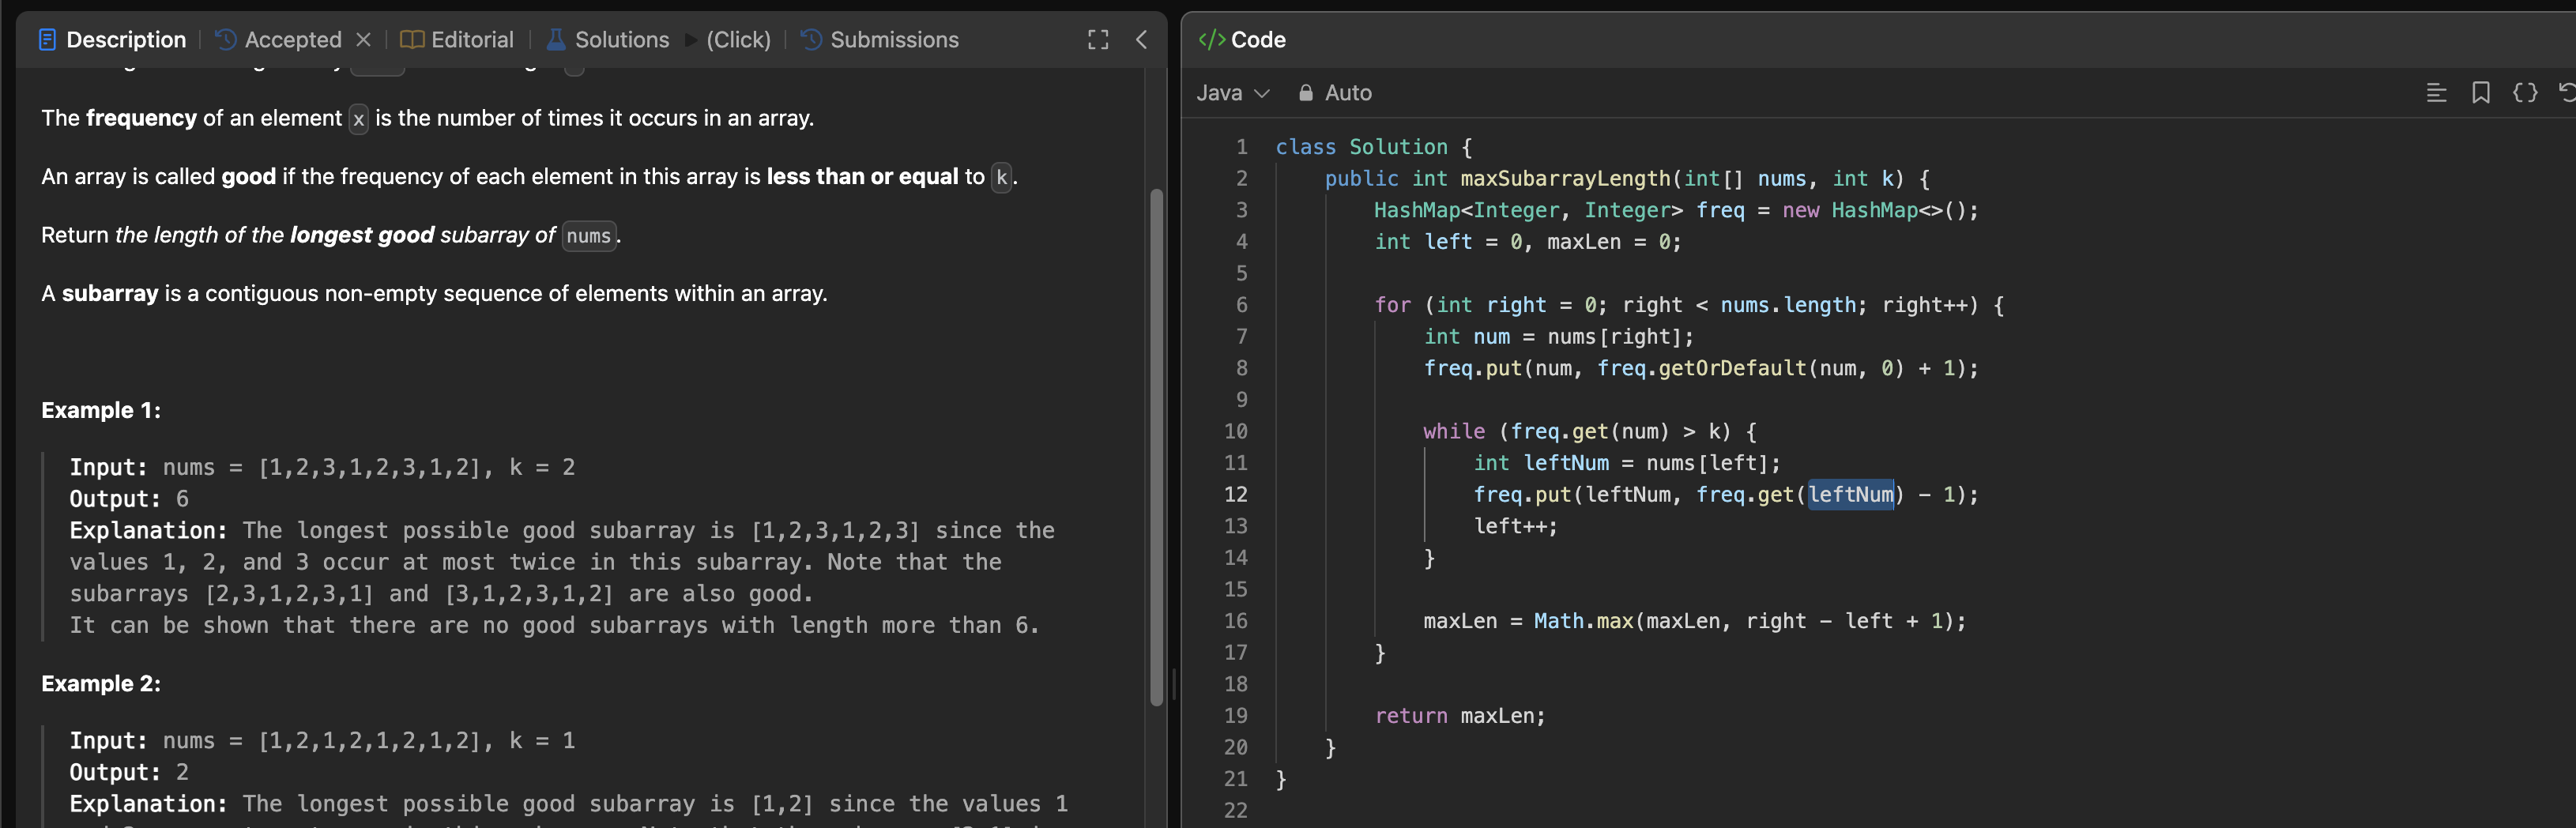 Description Accepted Editorial Solutions (Click) Submissions
The frequency of an element x is the number of times it occurs in an array.
An array is called good if the frequency of each element in this array is less than or equal to k.
Return the length of the longest good subarray of nums.
A subarray is a contiguous non-empty sequence of elements within an array.
Example 1:
Input: nums = [1,2,3,1,2,3,1,2], k = 2
Output: 6
Explanation: The longest possible good subarray is [1,2,3,1,2,3] since the
values 1, 2, and 3 occur at most twice in this subarray. Note that the
subarrays [2,3,1,2,3,1] and [3,1,2,3,1,2] are also good.
It can be shown that there are no good subarrays with length more than 6.
Example 2:
Input: nums = [1,2,1,2,1,2,1,2], k = 1
Output: 2
Explanation: The longest possible good subarray is [1,2] since the values 1
</> Code
Java Auto
1 class Solution {
2     public int maxSubarrayLength(int[] nums, int k) {
3         HashMap<Integer, Integer> freq = new HashMap<>();
4         int left = 0, maxLen = 0;
5
6         for (int right = 0; right < nums.length; right++) {
7             int num = nums[right];
8             freq.put(num, freq.getOrDefault(num, 0) + 1);
9
10             while (freq.get(num) > k) {
11                 int leftNum = nums[left];
12                 freq.put(leftNum, freq.get(leftNum) - 1);
13                 left++;
14             }
15
16             maxLen = Math.max(maxLen, right - left + 1);
17         }
18
19         return maxLen;
20     }
21 }
22